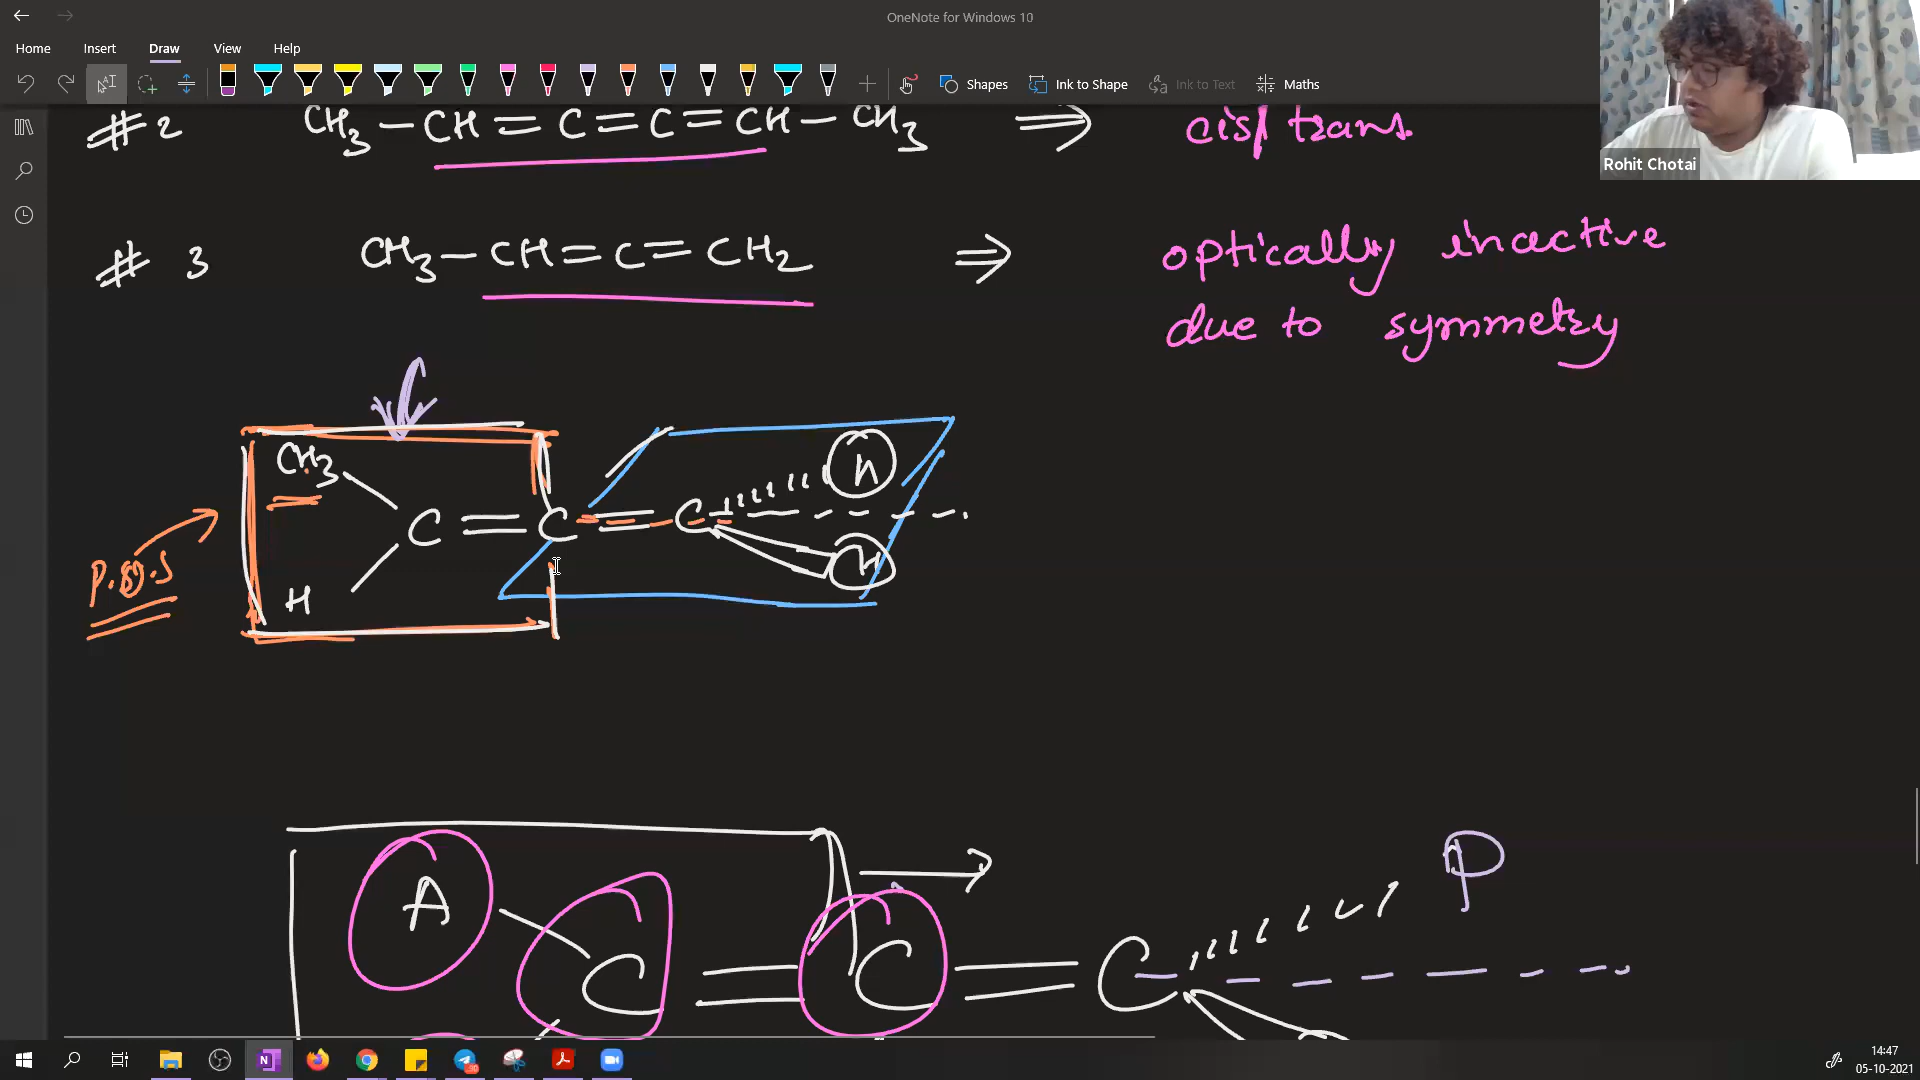 OneNote for Windows 10
Home Insert Draw View Help
Shapes Ink to Shape Ink to Text Maths
Rohit Chotai
#2 CH3–CH=C=C=CH–CH3 ⇒ cis/trans.
#3 CH3–CH=C=CH2 ⇒ optically inactive
due to symmetry
CH3
H
C=C=C
H
H
P.O.S
A
C=C=C
P
14:47
05-10-2021